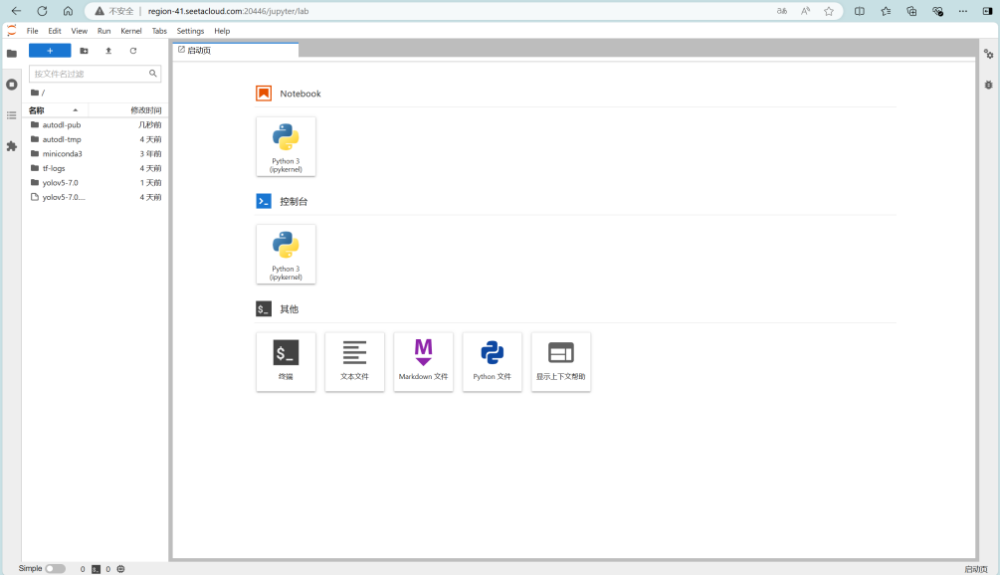 不安全 region-41.seetacloud.com:20446/jupyter/lab
File Edit View Run Kernel Tabs Settings Help
+
启动页
按文件名过滤
/
名称 修改时间
autodl-pub 几秒前
autodl-tmp 4 天前
miniconda3 3 年前
tf-logs 4 天前
yolov5-7.0 1 天前
yolov5-7.0.... 4 天前
Notebook
Python 3
(ipykernel)
控制台
Python 3
(ipykernel)
$_ 其他
$_
M
终端
文本文件
Markdown 文件
Python 文件
显示上下文帮助
Simple 0 0
启动页